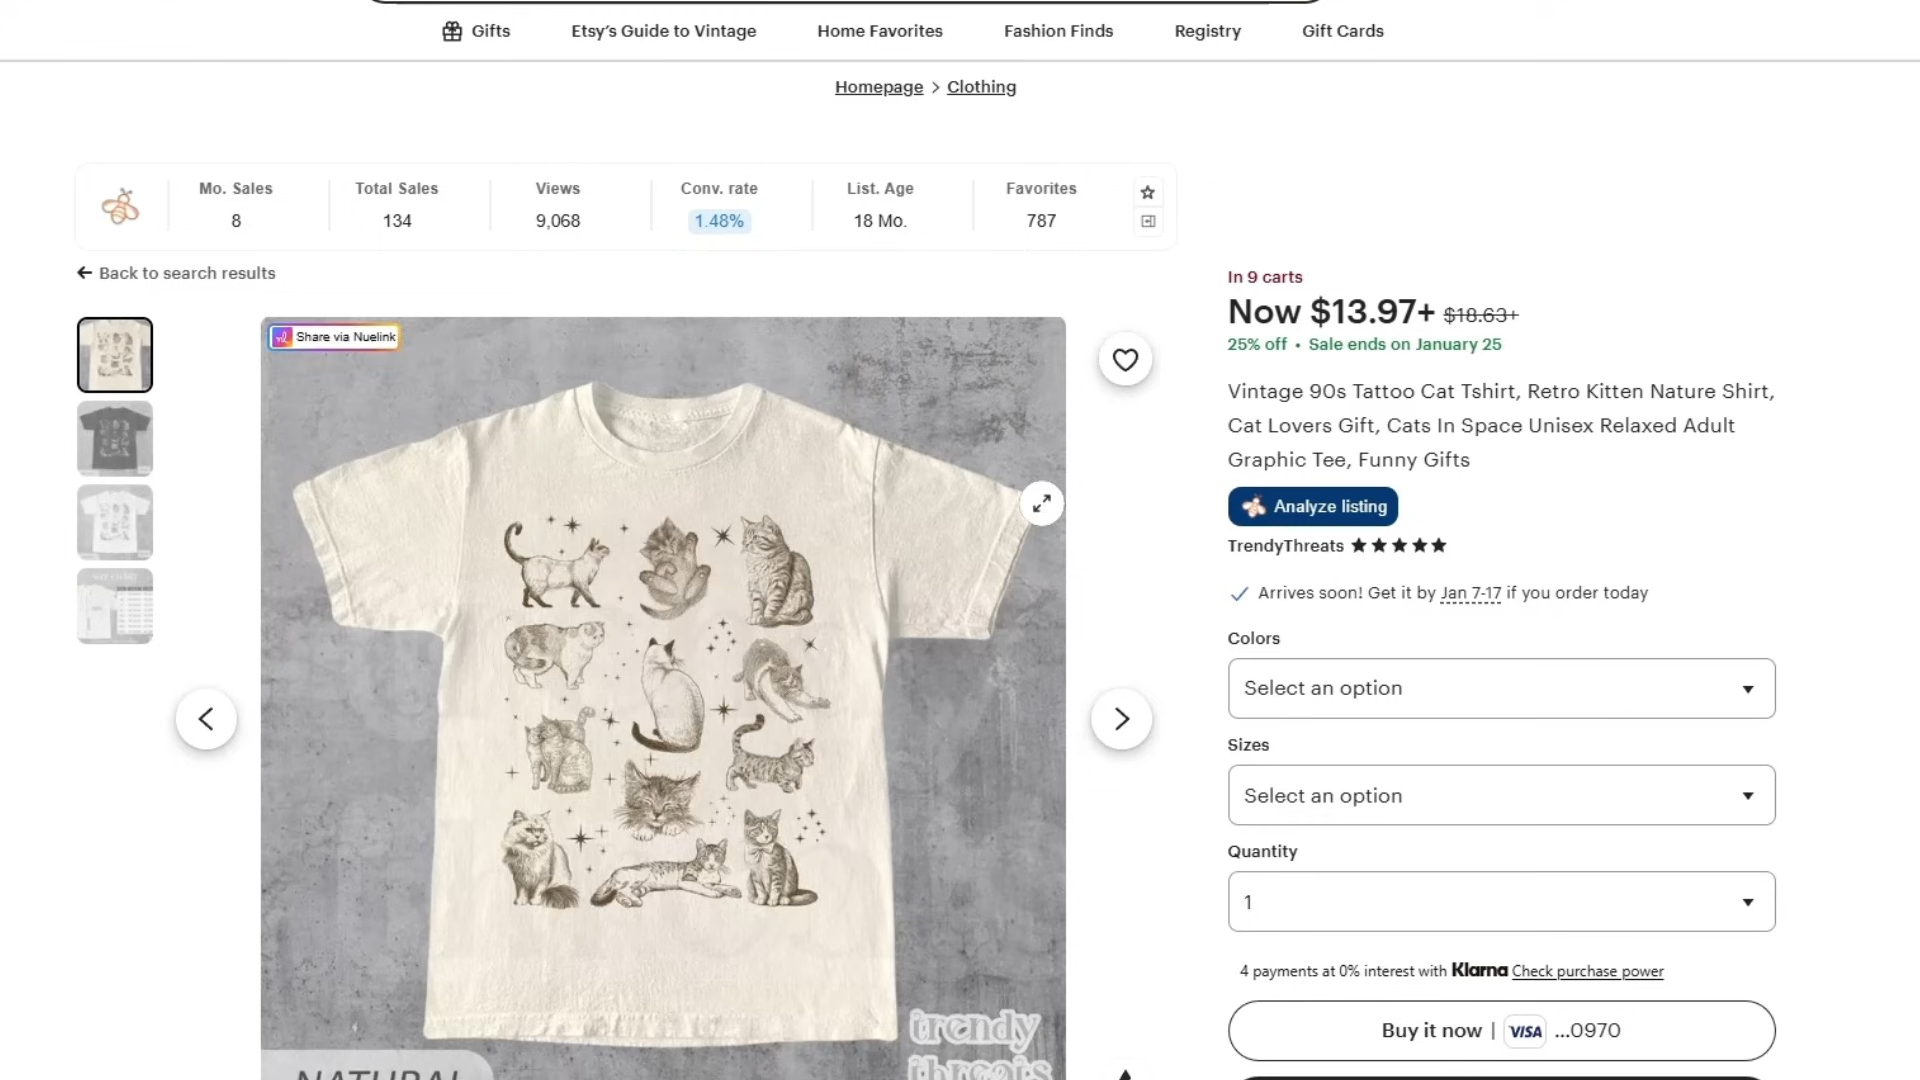 Gifts
Etsy's Guide to Vintage
Home Favorites
Fashion Finds
Registry
Gift Cards
Homepage > Clothing
Mo. Sales
8
Total Sales
134
Views
9,068
Conv. rate
1.48%
List. Age
18 Mo.
Favorites
787
Back to search results
Share via Nuelink
trendy
threats
NATURAL
In 9 carts
Now $13.97+ $18.63+
25% off • Sale ends on January 25
Vintage 90s Tattoo Cat Tshirt, Retro Kitten Nature Shirt,
Cat Lovers Gift, Cats In Space Unisex Relaxed Adult
Graphic Tee, Funny Gifts
Analyze listing
TrendyThreats
Arrives soon! Get it by Jan 7-17 if you order today
Colors
Select an option
Sizes
Select an option
Quantity
1
4 payments at 0% interest with Klarna Check purchase power
Buy it now | VISA ...0970